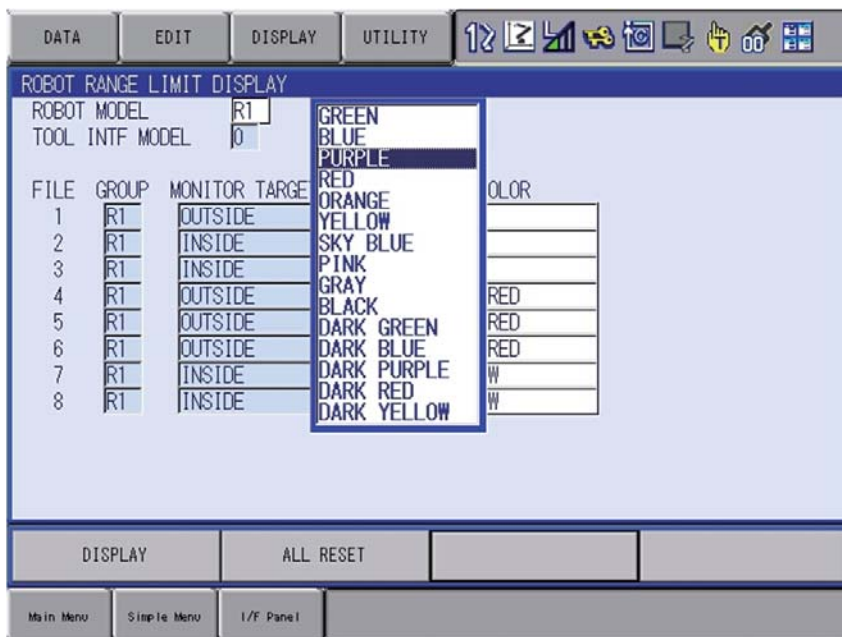 DATA EDIT DISPLAY UTILITY
ROBOT RANGE LIMIT DISPLAY
ROBOT MODEL R1
TOOL INTF MODEL 0
FILE GROUP MONITOR TARGE OLOR
1 R1 OUTSIDE
2 R1 INSIDE
3 R1 INSIDE
4 R1 OUTSIDE RED
5 R1 OUTSIDE RED
6 R1 OUTSIDE RED
7 R1 INSIDE W
8 R1 INSIDE W
GREEN
BLUE
PURPLE
RED
ORANGE
YELLOW
SKY BLUE
PINK
GRAY
BLACK
DARK GREEN
DARK BLUE
DARK PURPLE
DARK RED
DARK YELLOW
DISPLAY ALL RESET
Main Menu Simple Menu I/F Panel